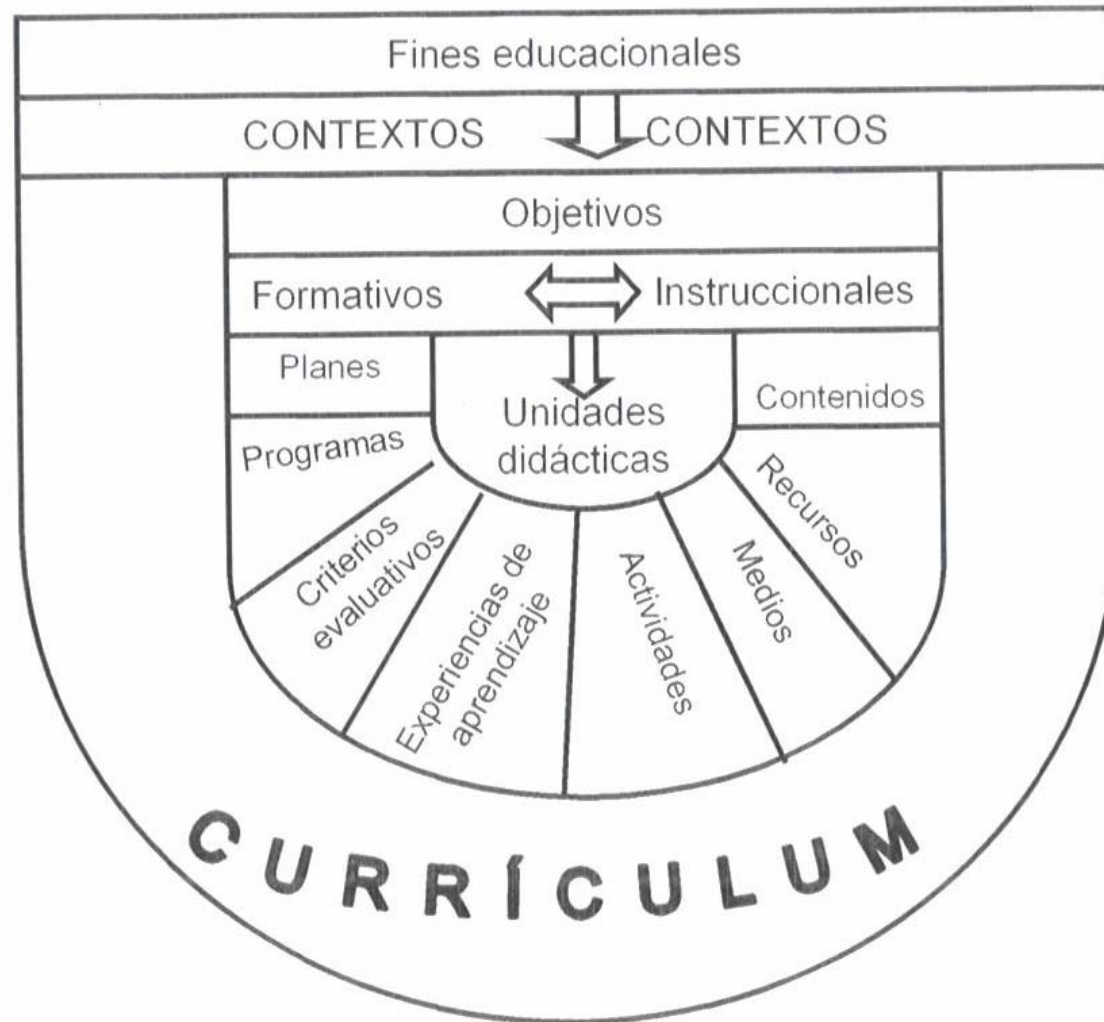 Fines educacionales
CONTEXTOS CONTEXTOS
Objetivos
Formativos Instruccionales
Planes
Unidades
didácticas
Contenidos
Programas
Criterios
evaluativos
Experiencias de
aprendizaje
Actividades
Medios
Recursos
CURRÍCULUM